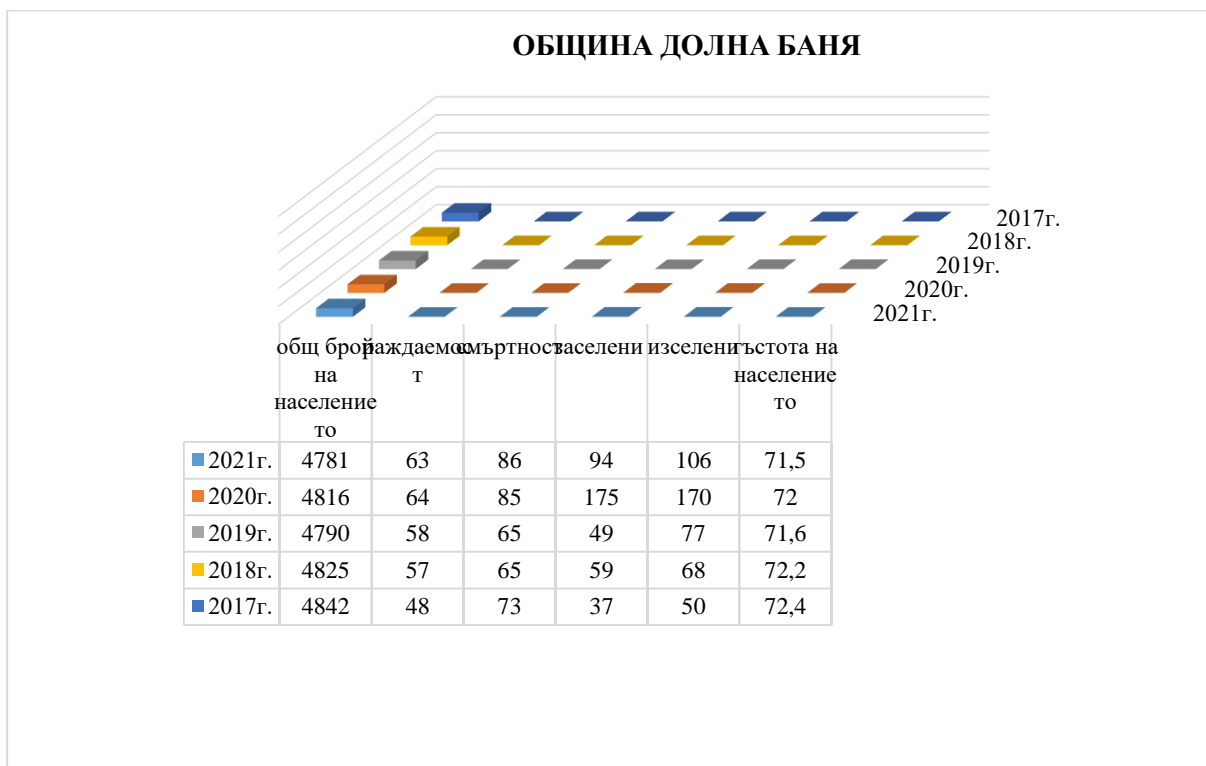 ОБЩИНА ДОЛНА БАНЯ
2017г.
2018г.
2019г.
2020г.
2021г.
общ брой раждаемос смъртност заселени изселени гъстота на
на т население
население то
то
2021г. 4781 63 86 94 106 71,5
2020г. 4816 64 85 175 170 72
2019г. 4790 58 65 49 77 71,6
2018г. 4825 57 65 59 68 72,2
2017г. 4842 48 73 37 50 72,4